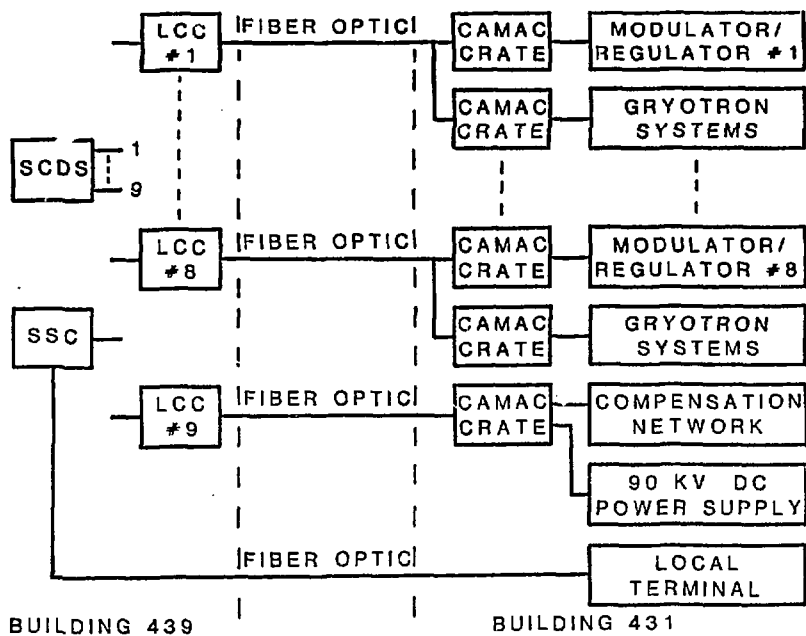 LCC
#1
FIBER OPTIC
CAMAC
CRATE
MODULATOR/
REGULATOR #1
CAMAC
CRATE
GRYOTRON
SYSTEMS
SCDS
1
9
LCC
#8
FIBER OPTIC
CAMAC
CRATE
MODULATOR/
REGULATOR #8
SSC
CAMAC
CRATE
GRYOTRON
SYSTEMS
LCC
#9
FIBER OPTIC
CAMAC
CRATE
COMPENSATION
NETWORK
90 KV DC
POWER SUPPLY
FIBER OPTIC
LOCAL
TERMINAL
BUILDING 439
BUILDING 431